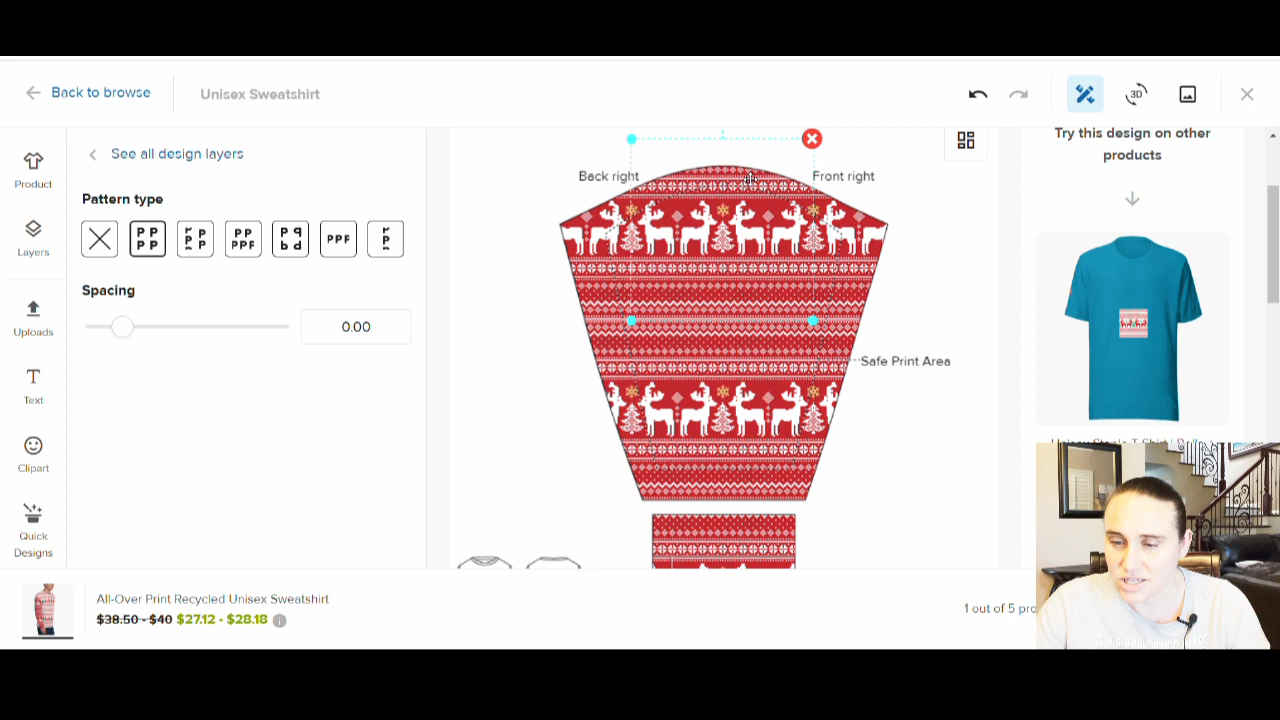 Back to browse
Unisex Sweatshirt
3D
Try this design on other
products
See all design layers
Pattern type
Spacing
0.00
Product
Layers
Uploads
Text
Clipart
Quick
Designs
Back right
Front right
Safe Print Area
All-Over Print Recycled Unisex Sweatshirt
$38.50 - $40 $27.12 - $28.18
1 out of 5 pro